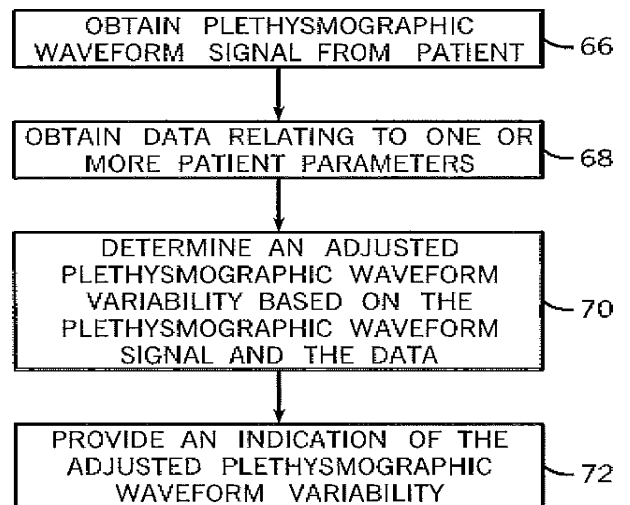 OBTAIN PLETHYSMOGRAPHIC
WAVEFORM SIGNAL FROM PATIENT
66
OBTAIN DATA RELATING TO ONE OR
MORE PATIENT PARAMETERS
68
DETERMINE AN ADJUSTED
PLETHYSMOGRAPHIC WAVEFORM
VARIABILITY BASED ON THE
PLETHYSMOGRAPHIC WAVEFORM
SIGNAL AND THE DATA
70
PROVIDE AN INDICATION OF THE
ADJUSTED PLETHYSMOGRAPHIC
WAVEFORM VARIABILITY
72